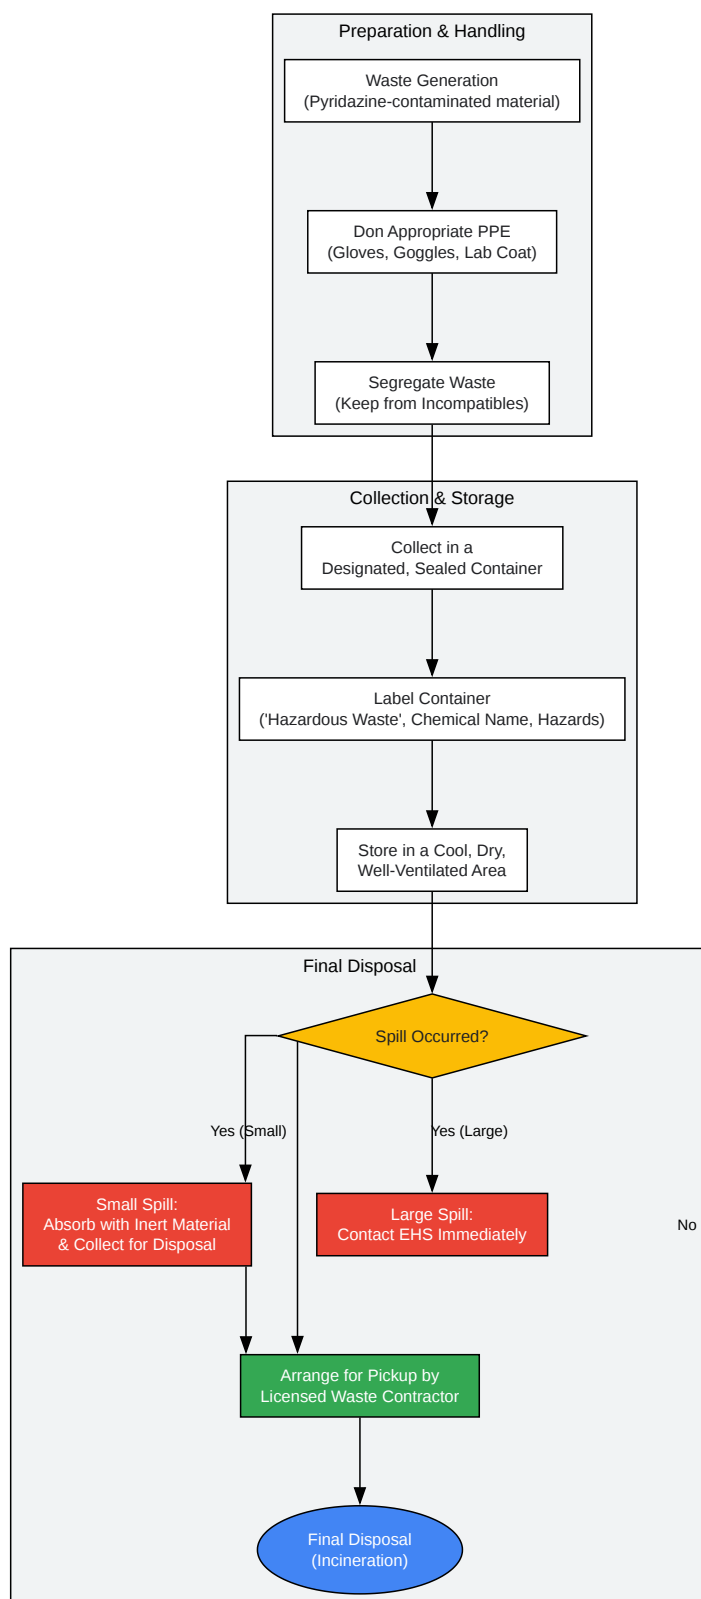 Preparation & Handling
Waste Generation
(Pyridazine-contaminated material)
Don Appropriate PPE
(Gloves, Goggles, Lab Coat)
Segregate Waste
(Keep from Incompatibles)
Collection & Storage
Collect in a
Designated, Sealed Container
Label Container
('Hazardous Waste', Chemical Name, Hazards)
Store in a Cool, Dry,
Well-Ventilated Area
Final Disposal
Spill Occurred?
Yes (Small)
Yes (Large)
Small Spill:
Absorb with Inert Material
& Collect for Disposal
Large Spill:
Contact EHS Immediately
No
Arrange for Pickup by
Licensed Waste Contractor
Final Disposal
(Incineration)